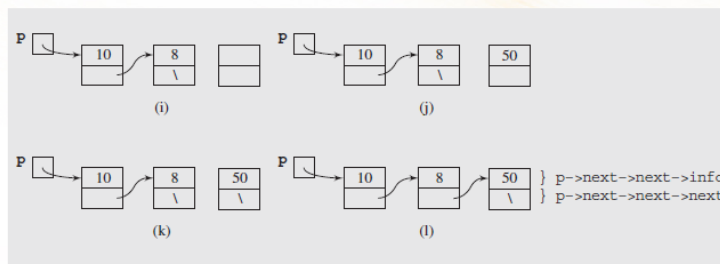 P
10 8
\
(i)
P
10 8 50
\
(j)
P
10 8 50
\ \
(k)
P
10 8 50 } p->next->next->info
\ } p->next->next->next
(l)